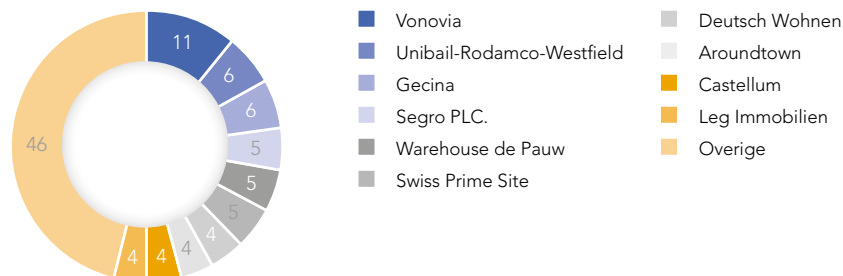 11
6
6
5
5
5
4
4
4
4
46
Vonovia
Unibail-Rodamco-Westfield
Gecina
Segro PLC.
Warehouse de Pauw
Swiss Prime Site
Deutsch Wohnen
Aroundtown
Castellum
Leg Immobilien
Overige